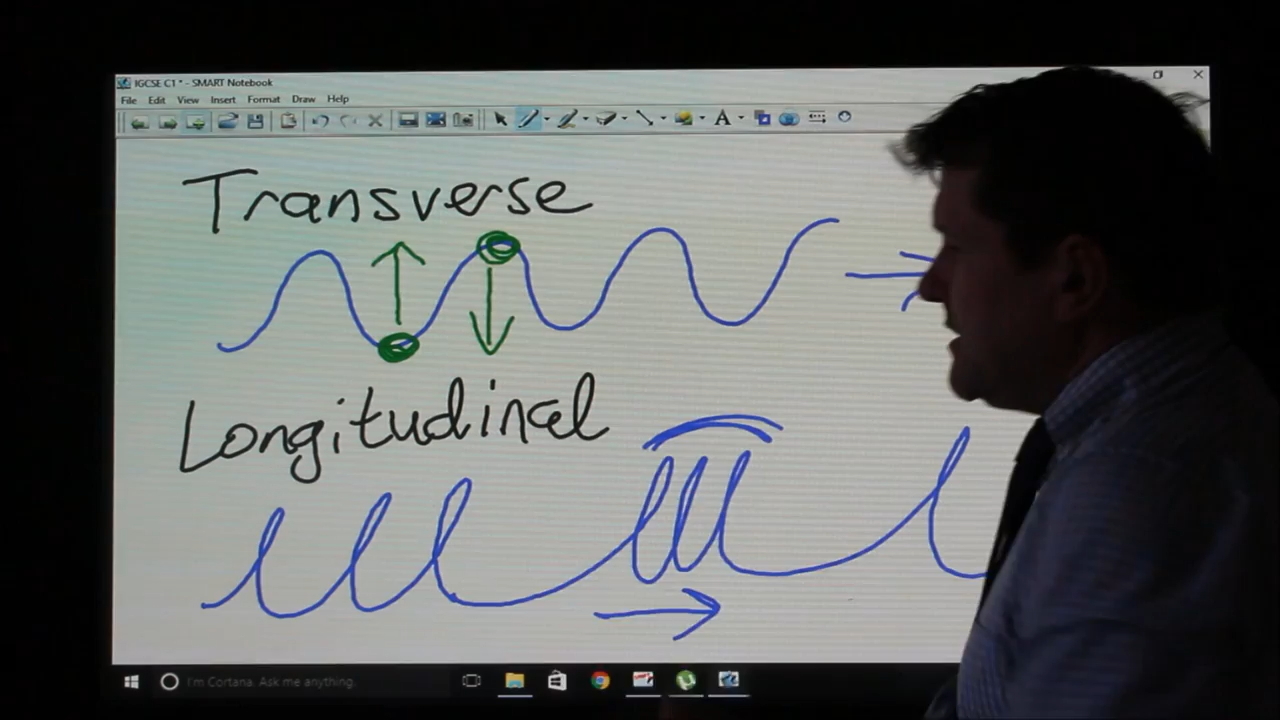 IGCSE C1 * - SMART Notebook
File Edit View Insert Format Draw Help
A
Transverse
Longitudinal
I'm Cortana. Ask me anything.